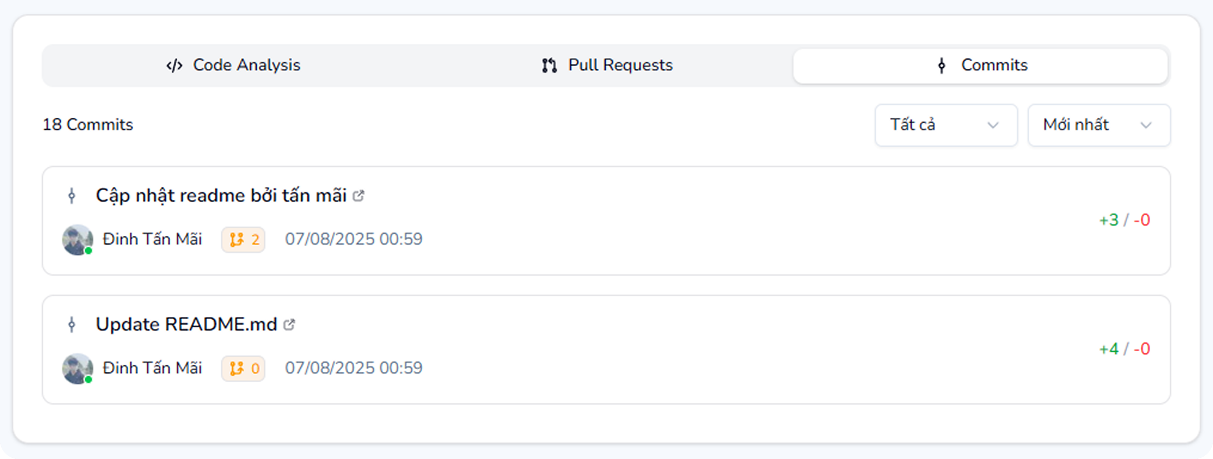 Code Analysis Pull Requests Commits
18 Commits Tất cả Mới nhất
Cập nhật readme bởi tấn mãi
+3 / -0
Đinh Tấn Mãi 2 07/08/2025 00:59
Update README.md
+4 / -0
Đinh Tấn Mãi 0 07/08/2025 00:59